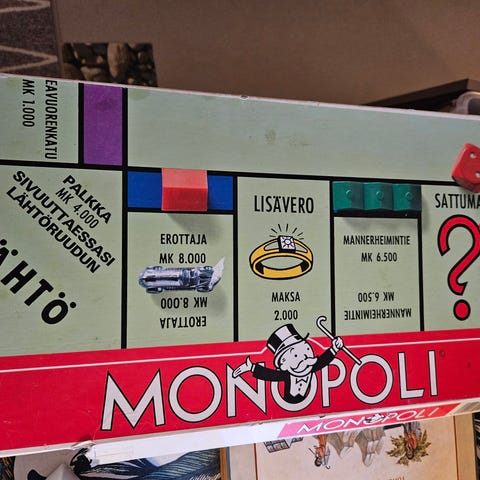 EAVUORENKATU
MK 1.000
PALKKA
MK 4.000
SIVUUTTAESSASI
LÄHTÖRUUDUN
ÄHTÖ
EROTTAJA
MK 8.000
MK 8.000
EROTTAJA
LISÄVERO
MAKSA
2.000
MANNERHEIMINTIE
MK 6.500
MK 6.500
MANNERHEIMINTIE
SATTUMA
?
MONOPOLI
MONOPOLI